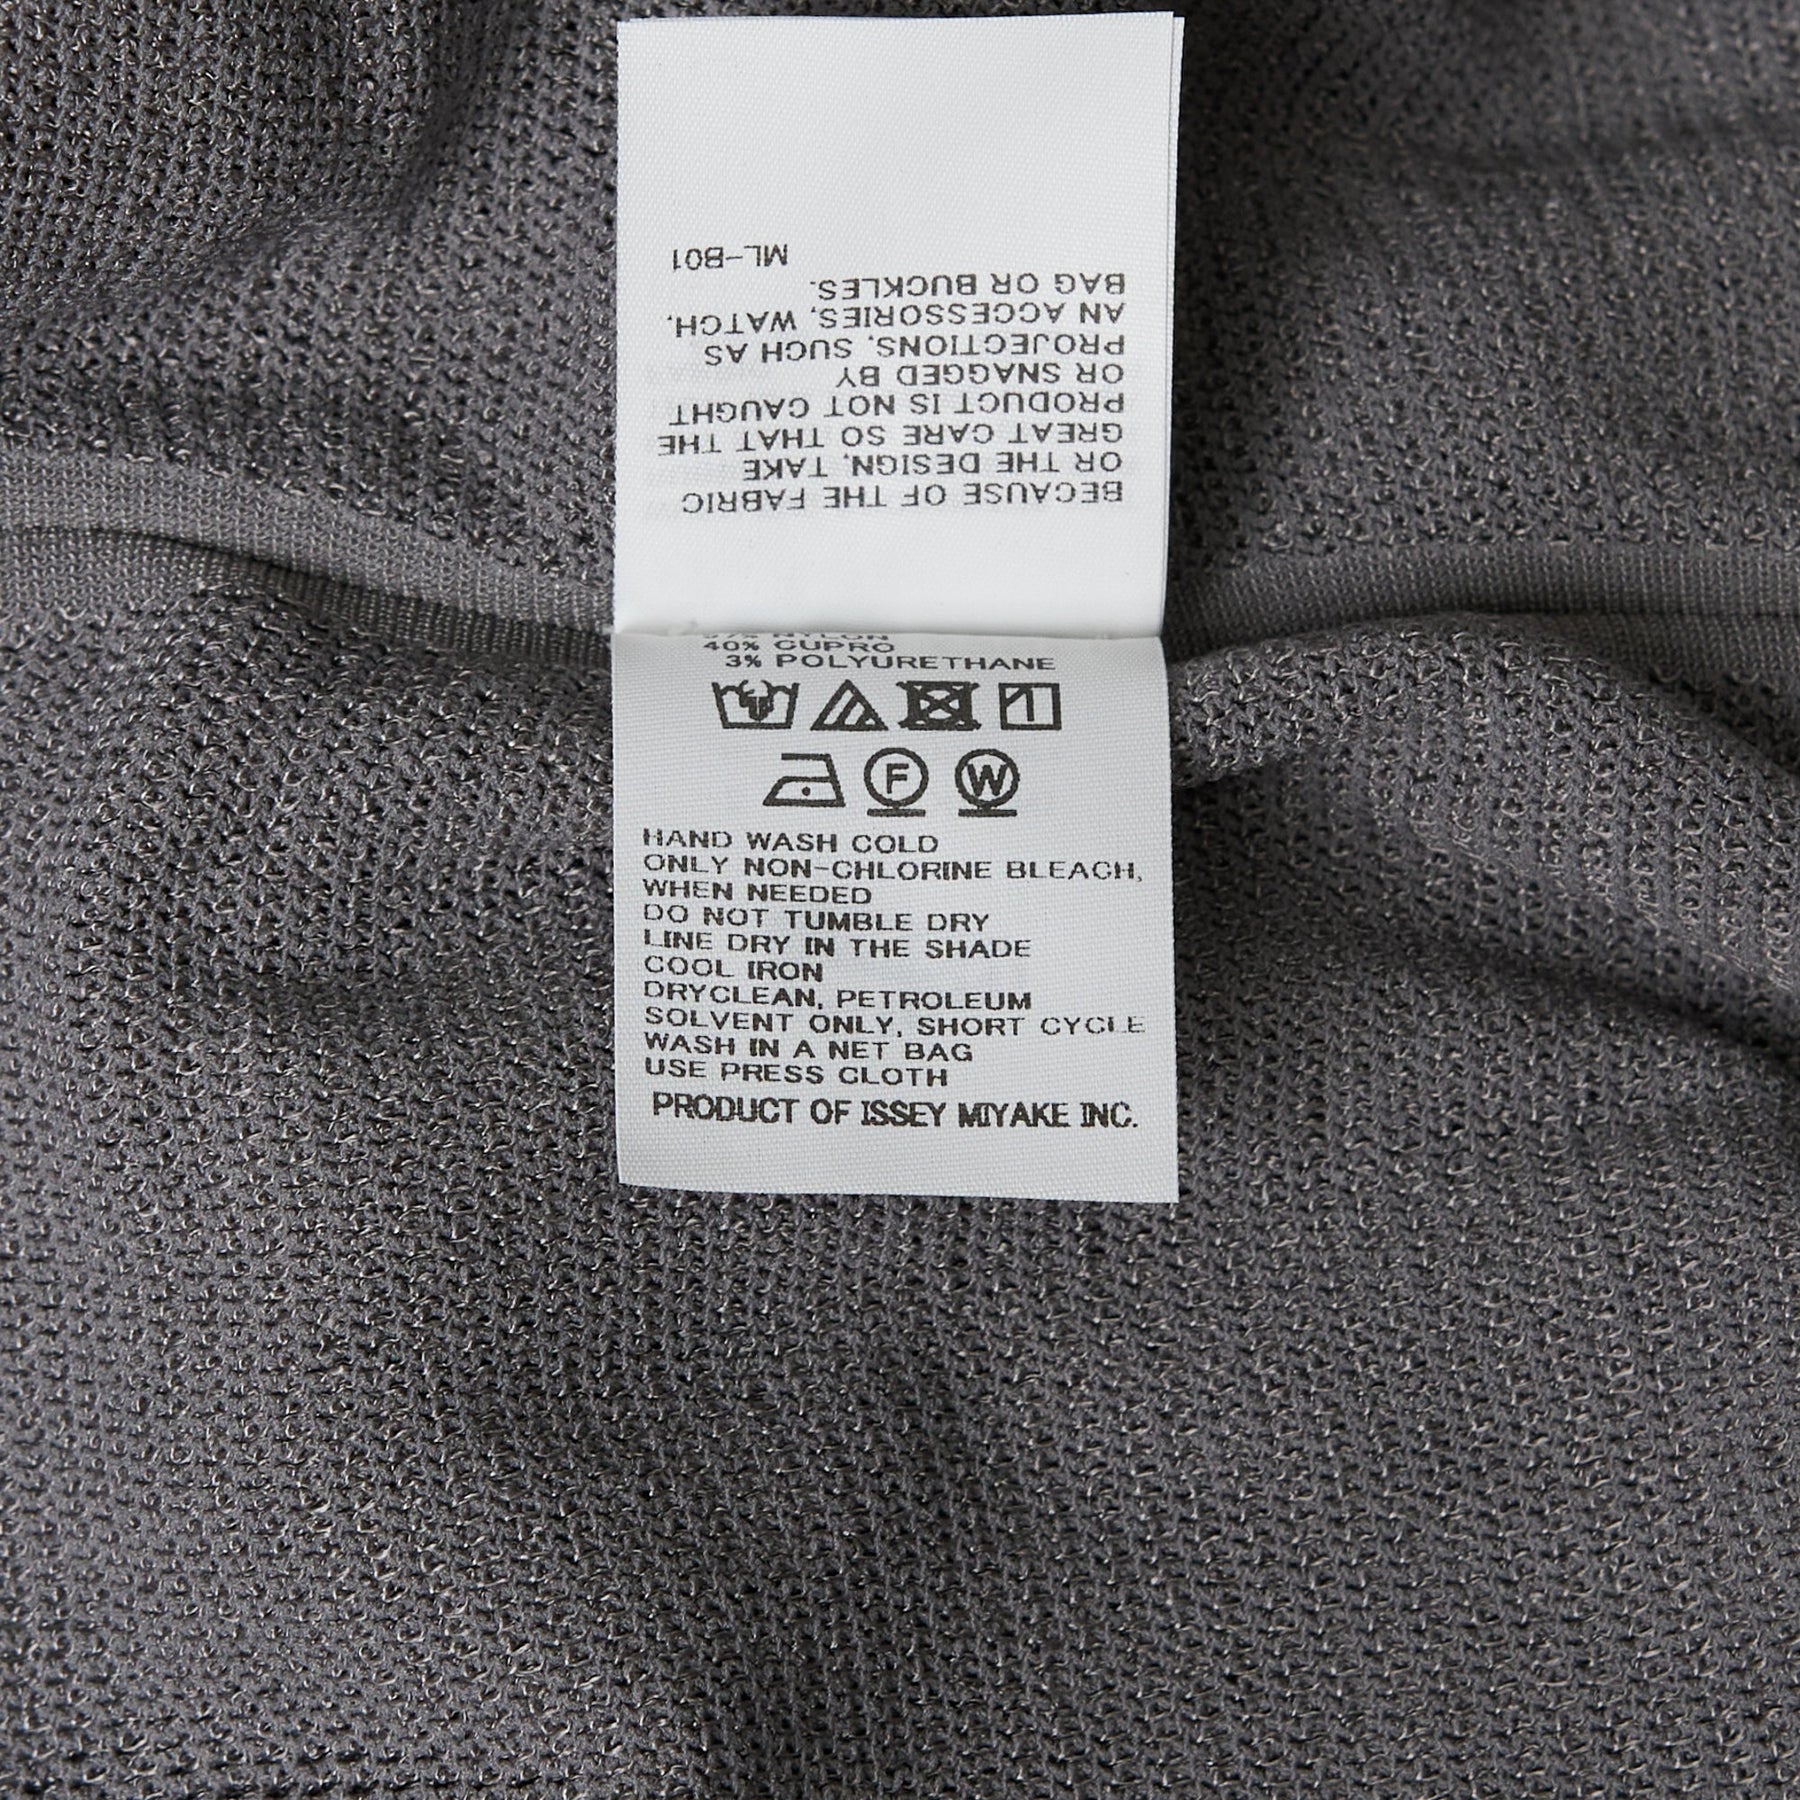 BECAUSE OF THE FABRIC
OR THE DESIGN, TAKE
GREAT CARE SO THAT THE
PRODUCT IS NOT CAUGHT
OR SNAGGED BY
PROJECTIONS, SUCH AS
AN ACCESSORIES, WATCH,
BAG OR BUCKLES.
ML-B01
57% NYLON
40% CUPRO
3% POLYURETHANE
F W
HAND WASH COLD
ONLY NON-CHLORINE BLEACH,
WHEN NEEDED
DO NOT TUMBLE DRY
LINE DRY IN THE SHADE
COOL IRON
DRYCLEAN, PETROLEUM
SOLVENT ONLY, SHORT CYCLE
WASH IN A NET BAG
USE PRESS CLOTH
PRODUCT OF ISSEY MIYAKE INC.